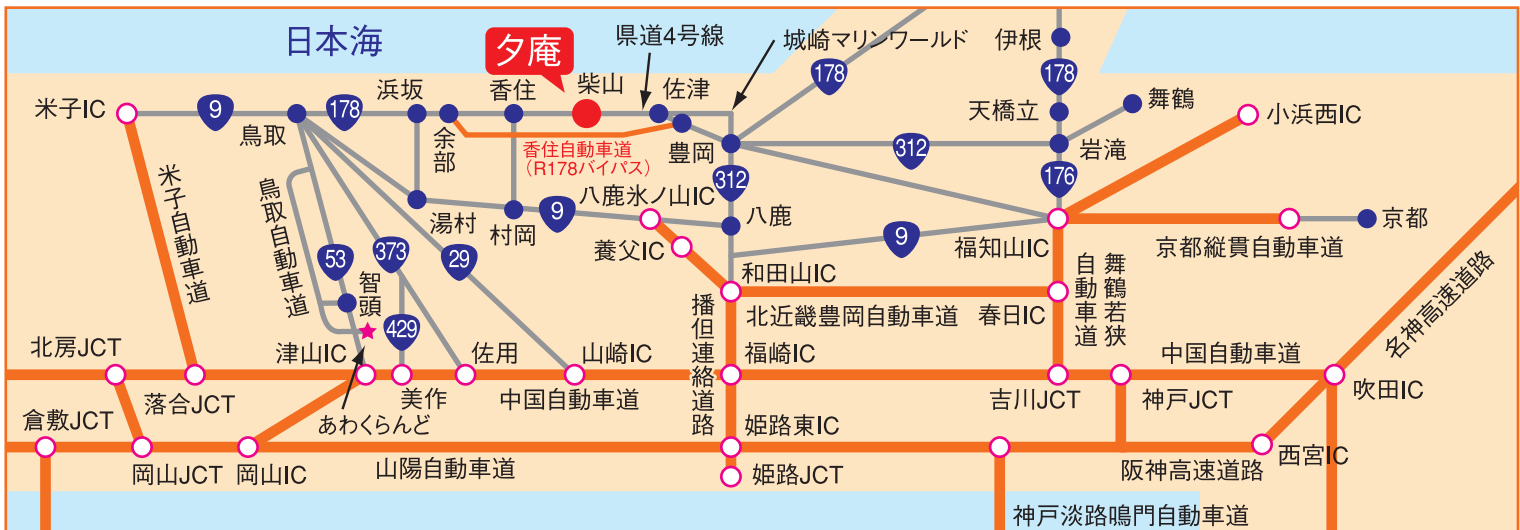 日本海
夕庵
県道4号線
城崎マリンワールド
伊根
178
178
米子IC
9
鳥取
178
浜坂
余部
香住
柴山
佐津
天橋立
舞鶴
小浜西IC
香住自動車道
(R178バイパス)
豊岡
312
岩滝
米子自動車道
鳥取自動車道
湯村
村岡
9
八鹿氷ノ山IC
312
八鹿
176
53
373
29
養父IC
9
福知山IC
京都縦貫自動車道
京都
智頭
429
和田山IC
北近畿豊岡自動車道
春日IC
舞鶴若狭
自動車道
播但連絡道路
名神高速道路
北房JCT
落合JCT
津山IC
あわくらんど
美作
佐用
中国自動車道
山崎IC
福崎IC
吉川JCT
神戸JCT
中国自動車道
吹田IC
倉敷JCT
岡山JCT
岡山IC
山陽自動車道
姫路東IC
姫路JCT
阪神高速道路
西宮IC
神戸淡路鳴門自動車道